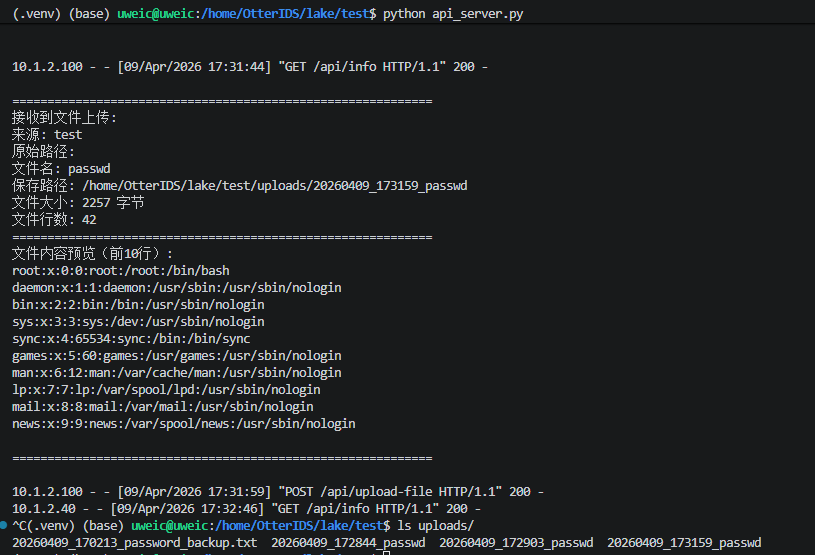 (.venv) (base) uweic@uweic:/home/OtterIDS/lake/test$ python api_server.py
10.1.2.100 - - [09/Apr/2026 17:31:44] "GET /api/info HTTP/1.1" 200 -
============================================================
接收到文件上传:
来源: test
原始路径:
文件名: passwd
保存路径: /home/OtterIDS/lake/test/uploads/20260409_173159_passwd
文件大小: 2257 字节
文件行数: 42
============================================================
文件内容预览（前10行）:
root:x:0:0:root:/root:/bin/bash
daemon:x:1:1:daemon:/usr/sbin:/usr/sbin/nologin
bin:x:2:2:bin:/bin:/usr/sbin/nologin
sys:x:3:3:sys:/dev:/usr/sbin/nologin
sync:x:4:65534:sync:/bin:/bin/sync
games:x:5:60:games:/usr/games:/usr/sbin/nologin
man:x:6:12:man:/var/cache/man:/usr/sbin/nologin
lp:x:7:7:lp:/var/spool/lpd:/usr/sbin/nologin
mail:x:8:8:mail:/var/mail:/usr/sbin/nologin
news:x:9:9:news:/var/spool/news:/usr/sbin/nologin
============================================================
10.1.2.100 - - [09/Apr/2026 17:31:59] "POST /api/upload-file HTTP/1.1" 200 -
10.1.2.40 - - [09/Apr/2026 17:32:46] "GET /api/info HTTP/1.1" 200 -
^C(.venv) (base) uweic@uweic:/home/OtterIDS/lake/test$ ls uploads/
20260409_170213_password_backup.txt  20260409_172844_passwd  20260409_172903_passwd  20260409_173159_passwd